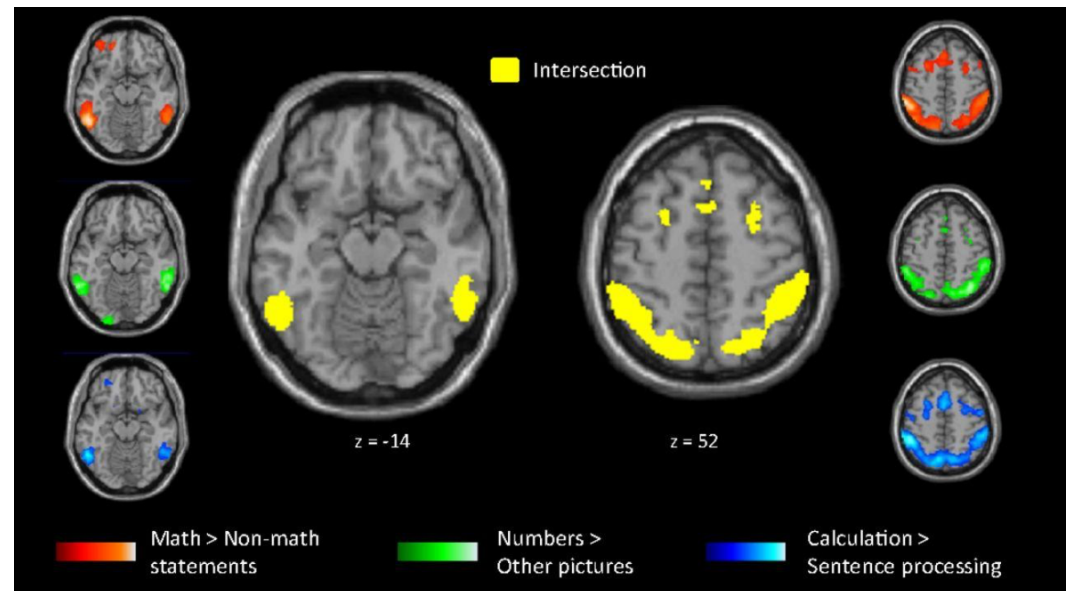 Intersection
z = -14
z = 52
Math > Non-math
statements
Numbers >
Other pictures
Calculation >
Sentence processing